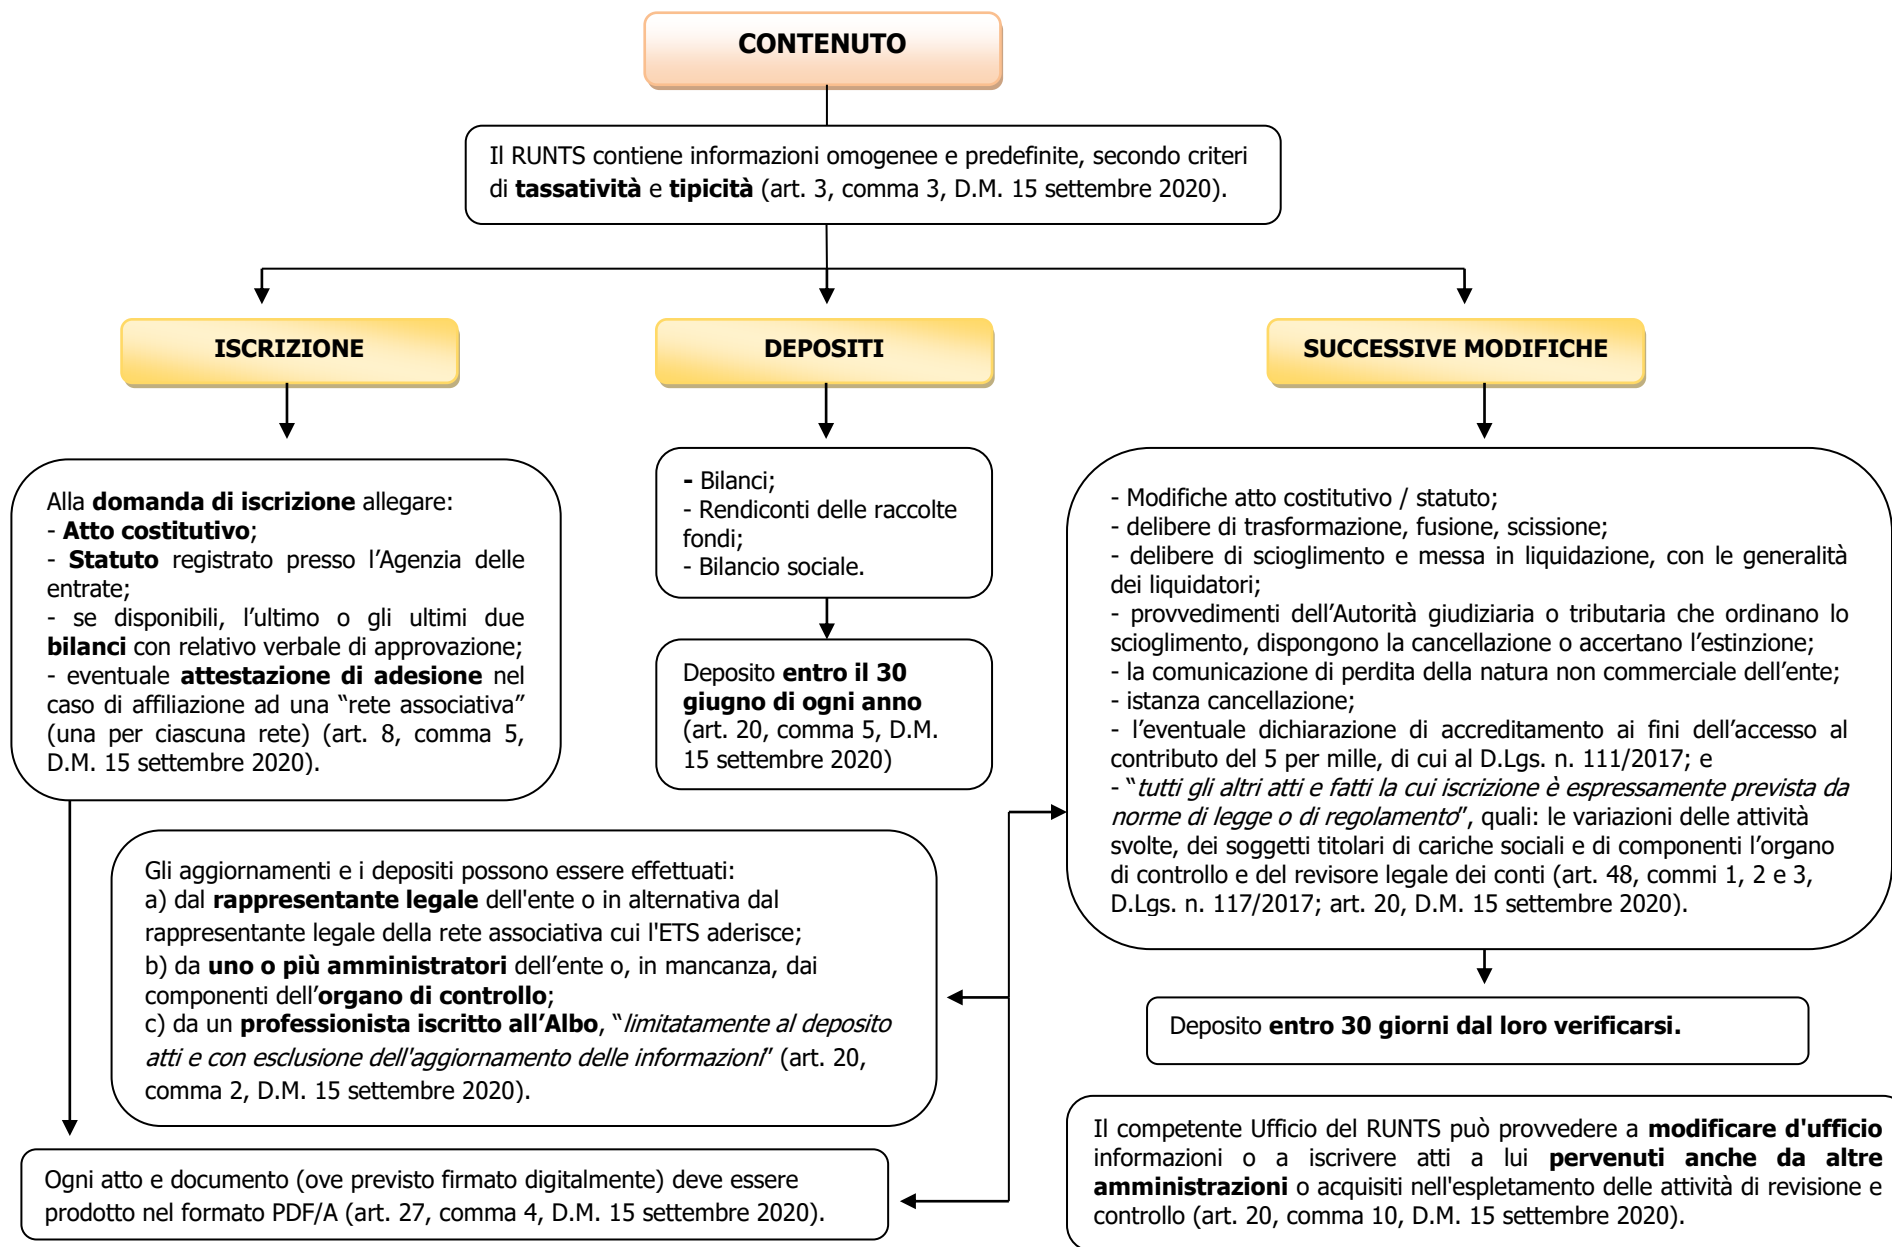 CONTENUTO
Il RUNTS contiene informazioni omogenee e predefinite, secondo criteri
di tassatività e tipicità (art. 3, comma 3, D.M. 15 settembre 2020).
ISCRIZIONE
DEPOSITI
SUCCESSIVE MODIFICHE
Alla domanda di iscrizione allegare:
- Atto costitutivo;
- Statuto registrato presso l’Agenzia delle
entrate;
- se disponibili, l’ultimo o gli ultimi due
bilanci con relativo verbale di approvazione;
- eventuale attestazione di adesione nel
caso di affiliazione ad una “rete associativa”
(una per ciascuna rete) (art. 8, comma 5,
D.M. 15 settembre 2020).
- Bilanci;
- Rendiconti delle raccolte
fondi;
- Bilancio sociale.
Deposito entro il 30
giugno di ogni anno
(art. 20, comma 5, D.M.
15 settembre 2020)
- Modifiche atto costitutivo / statuto;
- delibere di trasformazione, fusione, scissione;
- delibere di scioglimento e messa in liquidazione, con le generalità
dei liquidatori;
- provvedimenti dell’Autorità giudiziaria o tributaria che ordinano lo
scioglimento, dispongono la cancellazione o accertano l’estinzione;
- la comunicazione di perdita della natura non commerciale dell’ente;
- istanza cancellazione;
- l’eventuale dichiarazione di accreditamento ai fini dell’accesso al
contributo del 5 per mille, di cui al D.Lgs. n. 111/2017; e
- “tutti gli altri atti e fatti la cui iscrizione è espressamente prevista da
norme di legge o di regolamento”, quali: le variazioni delle attività
svolte, dei soggetti titolari di cariche sociali e di componenti l’organo
di controllo e del revisore legale dei conti (art. 48, commi 1, 2 e 3,
D.Lgs. n. 117/2017; art. 20, D.M. 15 settembre 2020).
Gli aggiornamenti e i depositi possono essere effettuati:
a) dal rappresentante legale dell'ente o in alternativa dal
rappresentante legale della rete associativa cui l'ETS aderisce;
b) da uno o più amministratori dell’ente o, in mancanza, dai
componenti dell’organo di controllo;
c) da un professionista iscritto all’Albo, “limitatamente al deposito
atti e con esclusione dell'aggiornamento delle informazioni” (art. 20,
comma 2, D.M. 15 settembre 2020).
Deposito entro 30 giorni dal loro verificarsi.
Ogni atto e documento (ove previsto firmato digitalmente) deve essere
prodotto nel formato PDF/A (art. 27, comma 4, D.M. 15 settembre 2020).
Il competente Ufficio del RUNTS può provvedere a modificare d'ufficio
informazioni o a iscrivere atti a lui pervenuti anche da altre
amministrazioni o acquisiti nell'espletamento delle attività di revisione e
controllo (art. 20, comma 10, D.M. 15 settembre 2020).